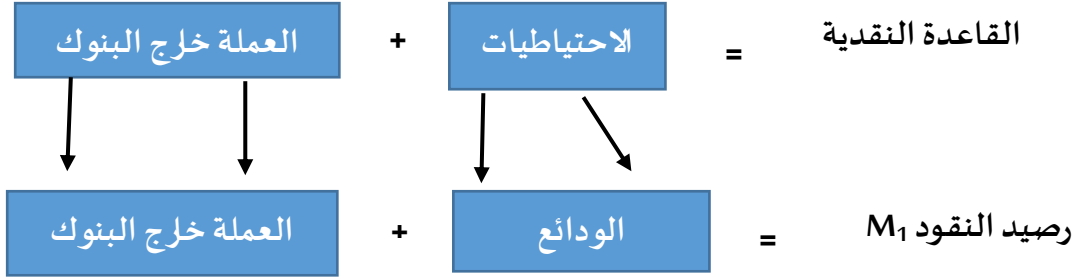 القاعدة النقدية = الاحتياطيات + العملة خارج البنوك
رصيد النقود M₁ = الودائع + العملة خارج البنوك